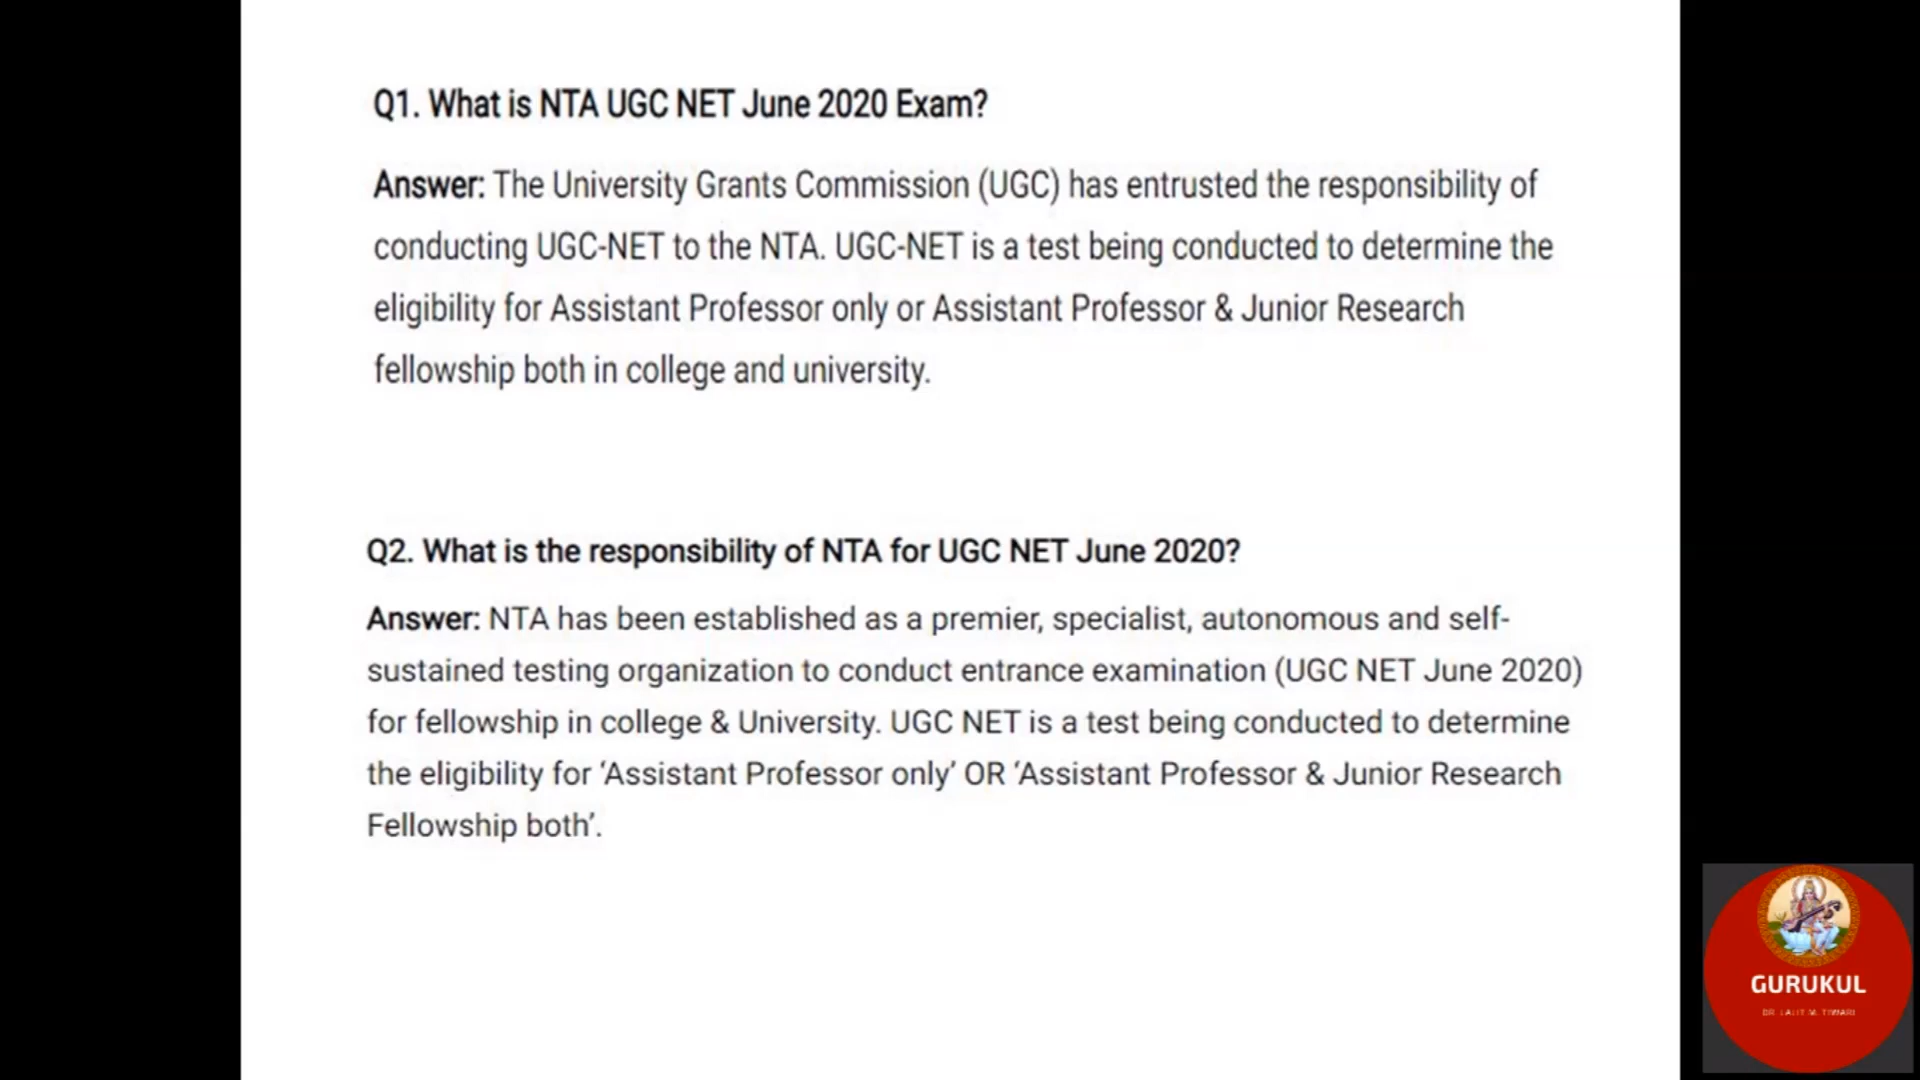 Q1. What is NTA UGC NET June 2020 Exam?
Answer: The University Grants Commission (UGC) has entrusted the responsibility of
conducting UGC-NET to the NTA. UGC-NET is a test being conducted to determine the
eligibility for Assistant Professor only or Assistant Professor & Junior Research
fellowship both in college and university.
Q2. What is the responsibility of NTA for UGC NET June 2020?
Answer: NTA has been established as a premier, specialist, autonomous and self-
sustained testing organization to conduct entrance examination (UGC NET June 2020)
for fellowship in college & University. UGC NET is a test being conducted to determine
the eligibility for ‘Assistant Professor only’ OR ‘Assistant Professor & Junior Research
Fellowship both’.
GURUKUL
DR. LALIT M. TIWARI